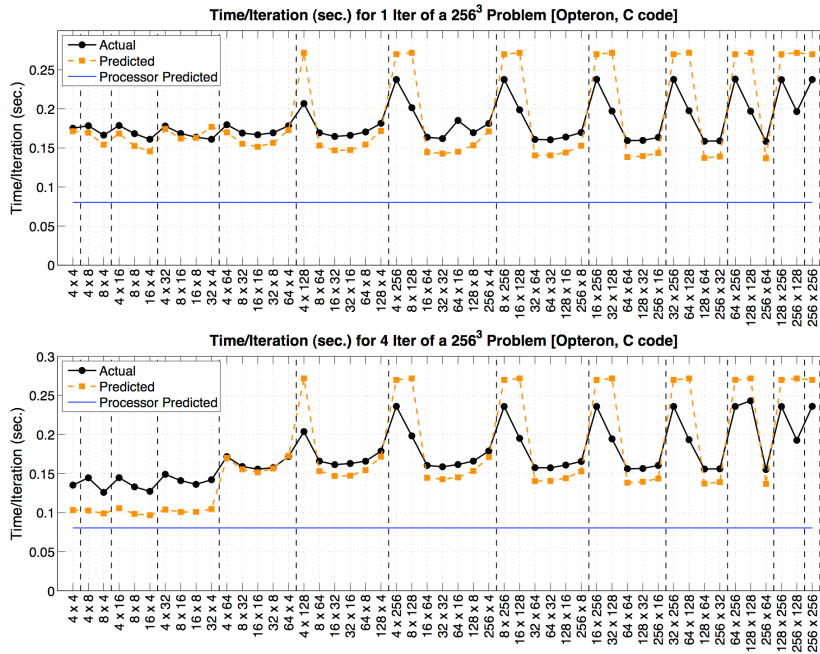 Time/Iteration (sec.) for 1 Iter of a 256³ Problem [Opteron, C code]
Actual
Predicted
Processor Predicted
Time/Iteration (sec.)
0.25
0.2
0.15
0.1
0.05
0
4 x 4
4 x 8
8 x 4
4 x 16
8 x 8
16 x 4
4 x 32
8 x 16
16 x 8
32 x 4
4 x 64
8 x 32
16 x 16
32 x 8
64 x 4
4 x 128
8 x 64
16 x 32
32 x 16
64 x 8
128 x 4
4 x 256
8 x 128
16 x 64
32 x 32
64 x 16
128 x 8
256 x 4
8 x 256
16 x 128
32 x 64
64 x 32
128 x 16
256 x 8
16 x 256
32 x 128
64 x 64
128 x 32
256 x 16
32 x 256
64 x 128
128 x 64
256 x 32
64 x 256
128 x 128
256 x 64
128 x 256
256 x 128
256 x 256
Time/Iteration (sec.) for 4 Iter of a 256³ Problem [Opteron, C code]
Actual
Predicted
Processor Predicted
Time/Iteration (sec.)
0.3
0.25
0.2
0.15
0.1
0.05
0
4 x 4
4 x 8
8 x 4
4 x 16
8 x 8
16 x 4
4 x 32
8 x 16
16 x 8
32 x 4
4 x 64
8 x 32
16 x 16
32 x 8
64 x 4
4 x 128
8 x 64
16 x 32
32 x 16
64 x 8
128 x 4
4 x 256
8 x 128
16 x 64
32 x 32
64 x 16
128 x 8
256 x 4
8 x 256
16 x 128
32 x 64
64 x 32
128 x 16
256 x 8
16 x 256
32 x 128
64 x 64
128 x 32
256 x 16
32 x 256
64 x 128
128 x 64
256 x 32
64 x 256
128 x 128
256 x 64
128 x 256
256 x 128
256 x 256